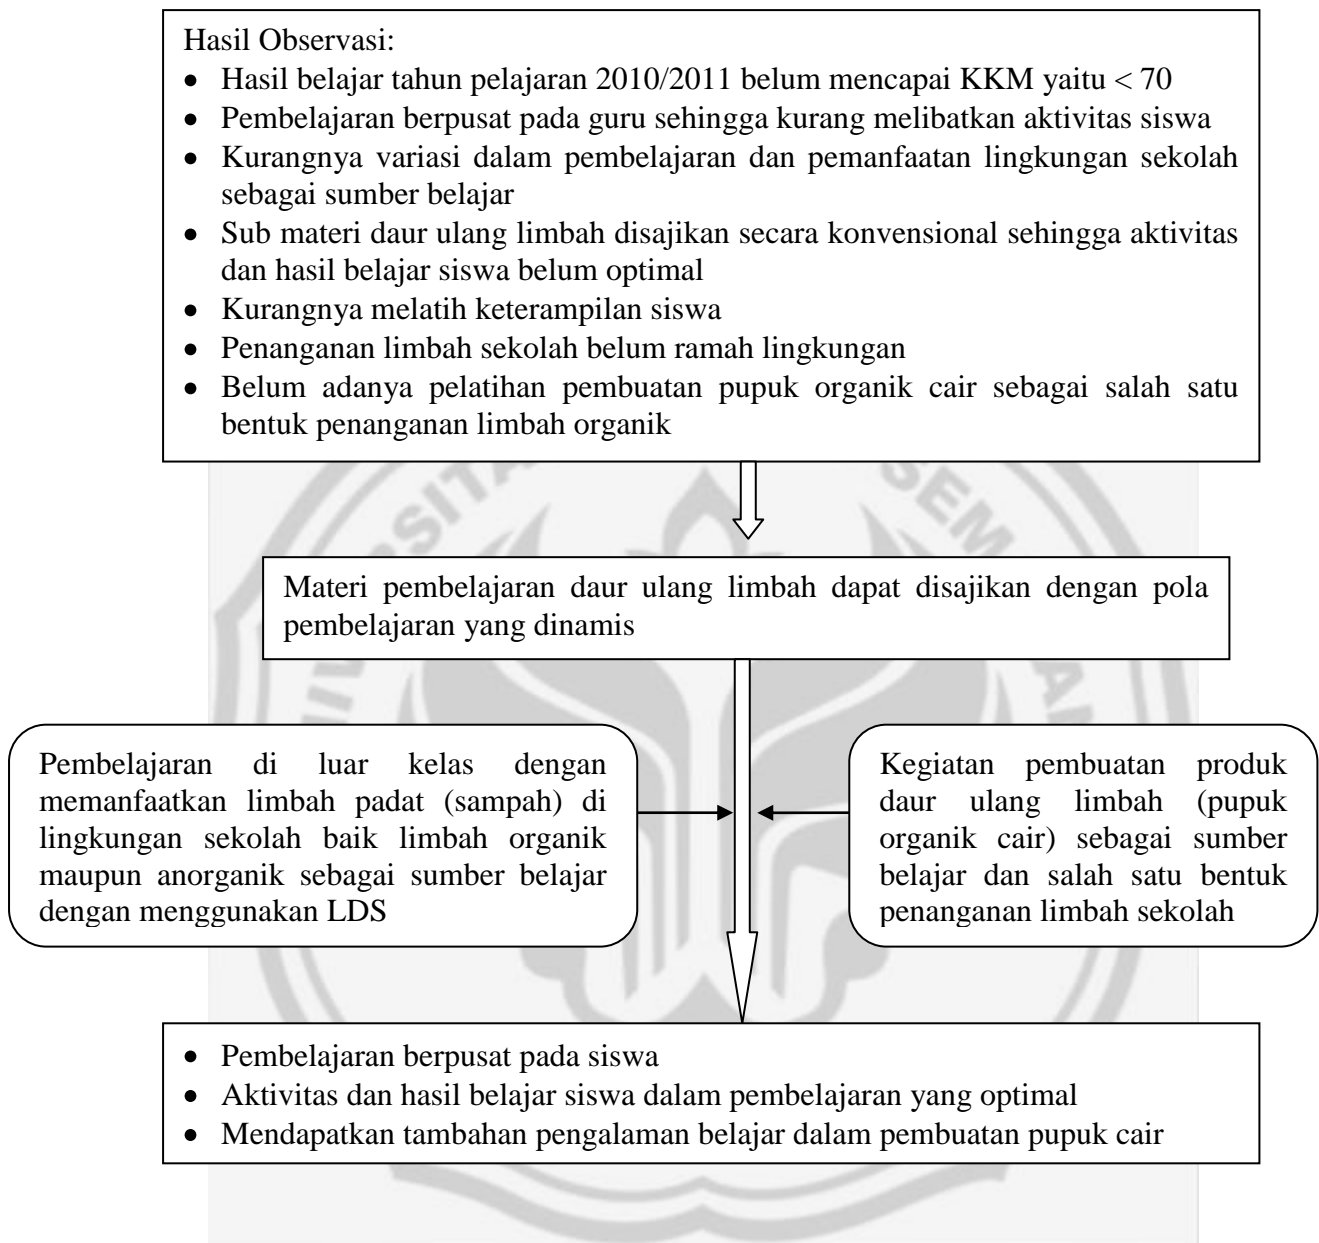 Hasil Observasi:
• Hasil belajar tahun pelajaran 2010/2011 belum mencapai KKM yaitu < 70
• Pembelajaran berpusat pada guru sehingga kurang melibatkan aktivitas siswa
• Kurangnya variasi dalam pembelajaran dan pemanfaatan lingkungan sekolah
sebagai sumber belajar
• Sub materi daur ulang limbah disajikan secara konvensional sehingga aktivitas
dan hasil belajar siswa belum optimal
• Kurangnya melatih keterampilan siswa
• Penanganan limbah sekolah belum ramah lingkungan
• Belum adanya pelatihan pembuatan pupuk organik cair sebagai salah satu
bentuk penanganan limbah organik
Materi pembelajaran daur ulang limbah dapat disajikan dengan pola
pembelajaran yang dinamis
Pembelajaran di luar kelas dengan
memanfaatkan limbah padat (sampah) di
lingkungan sekolah baik limbah organik
maupun anorganik sebagai sumber belajar
dengan menggunakan LDS
Kegiatan pembuatan produk
daur ulang limbah (pupuk
organik cair) sebagai sumber
belajar dan salah satu bentuk
penanganan limbah sekolah
• Pembelajaran berpusat pada siswa
• Aktivitas dan hasil belajar siswa dalam pembelajaran yang optimal
• Mendapatkan tambahan pengalaman belajar dalam pembuatan pupuk cair